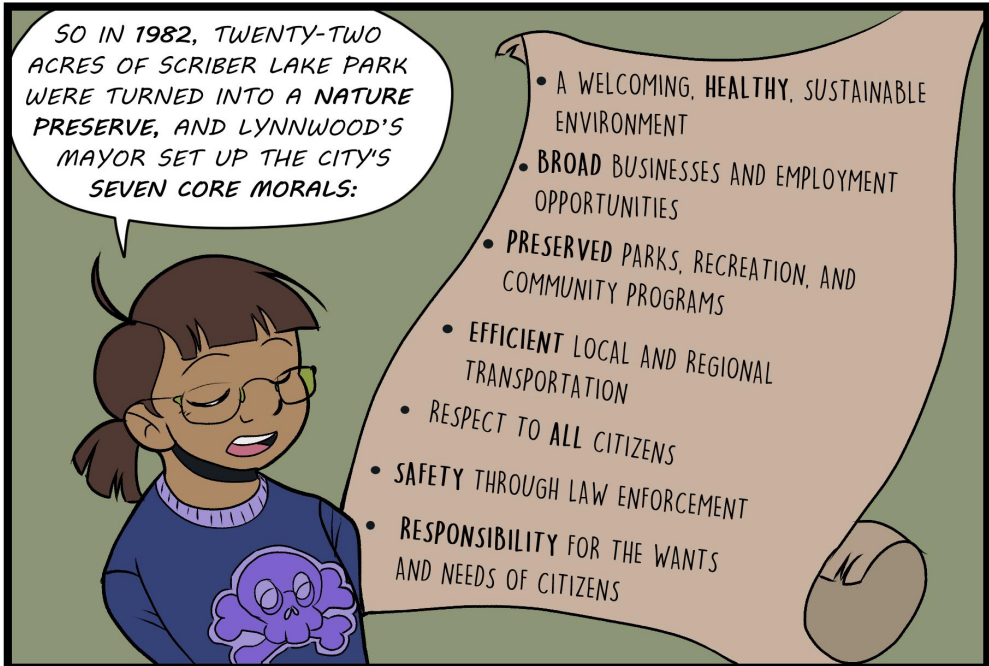 SO IN 1982, TWENTY-TWO
ACRES OF SCRIBER LAKE PARK
WERE TURNED INTO A NATURE
PRESERVE, AND LYNNWOOD'S
MAYOR SET UP THE CITY'S
SEVEN CORE MORALS:
• A WELCOMING, HEALTHY, SUSTAINABLE
ENVIRONMENT
• BROAD BUSINESSES AND EMPLOYMENT
OPPORTUNITIES
• PRESERVED PARKS, RECREATION, AND
COMMUNITY PROGRAMS
• EFFICIENT LOCAL AND REGIONAL
TRANSPORTATION
• RESPECT TO ALL CITIZENS
• SAFETY THROUGH LAW ENFORCEMENT
• RESPONSIBILITY FOR THE WANTS
AND NEEDS OF CITIZENS